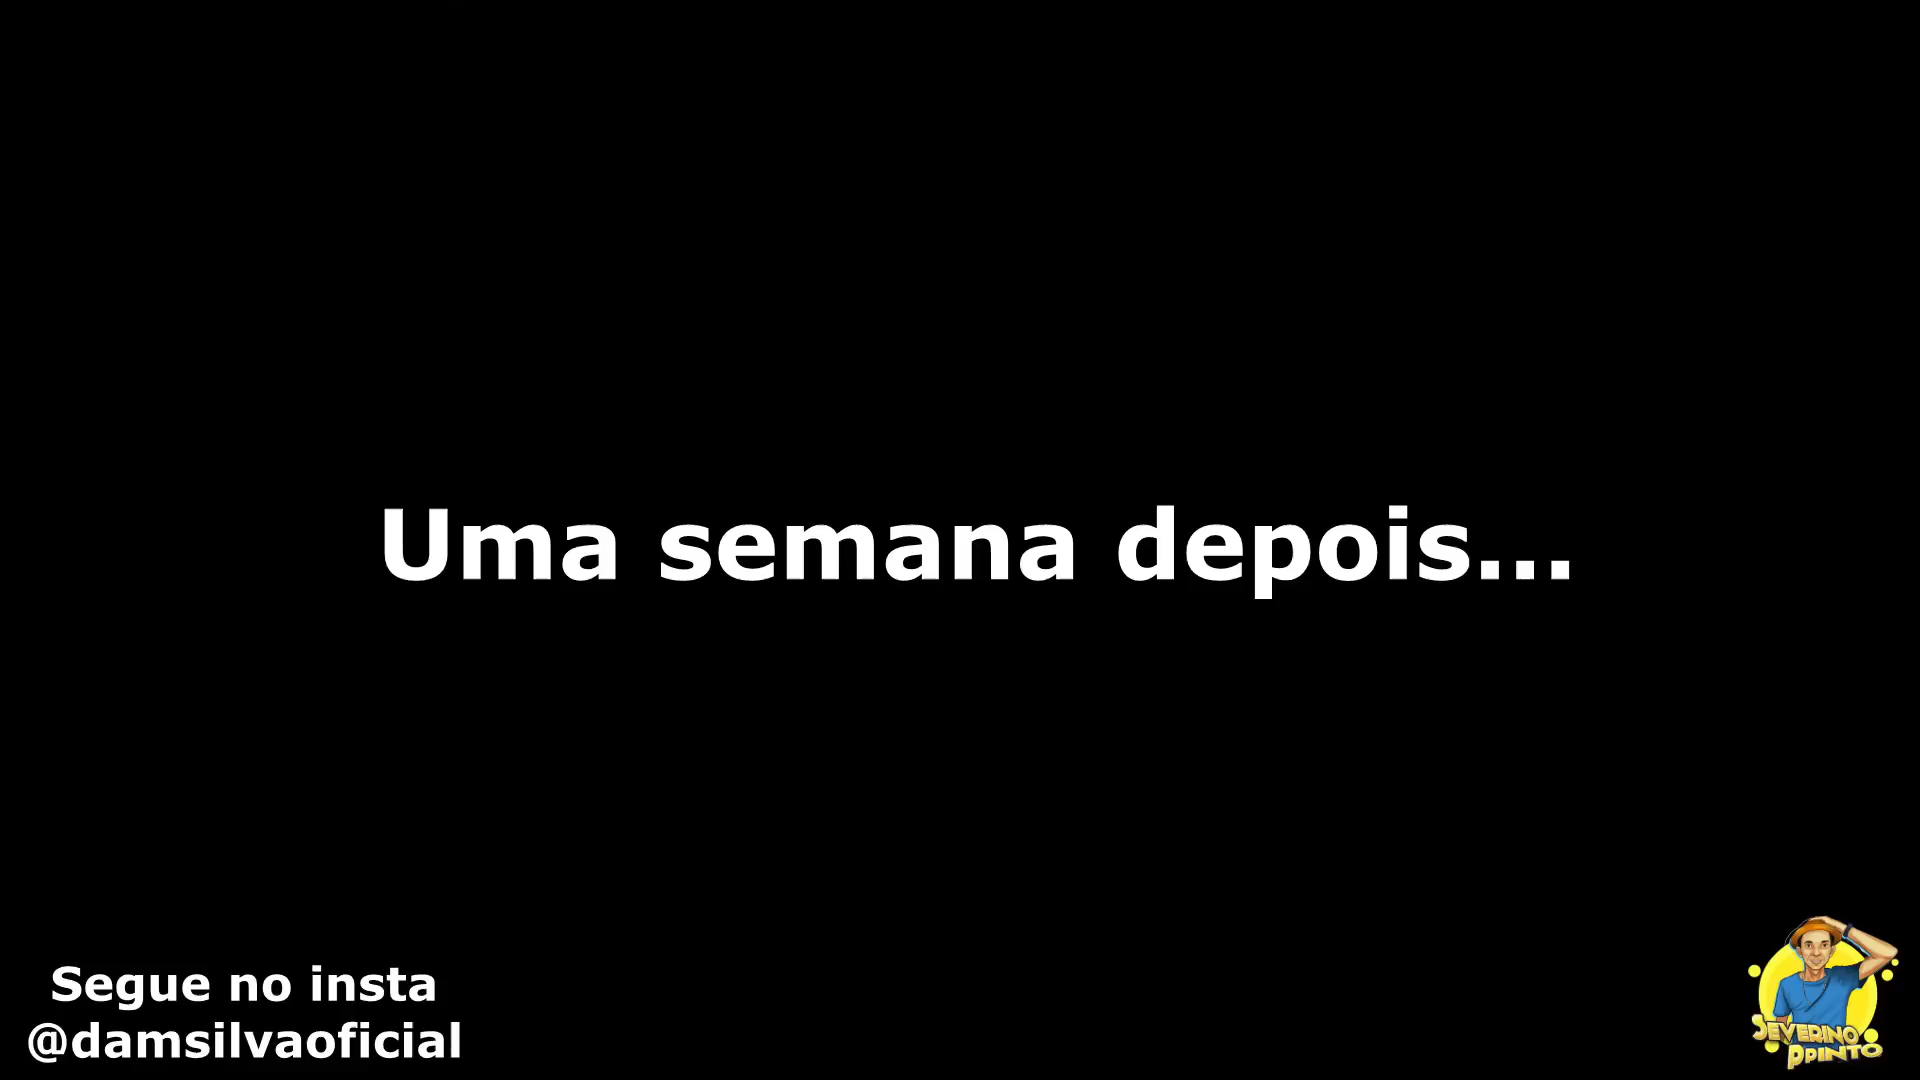 Uma semana depois...
Segue no insta
@damsilvaoficial
SEVERINO
PPINTO